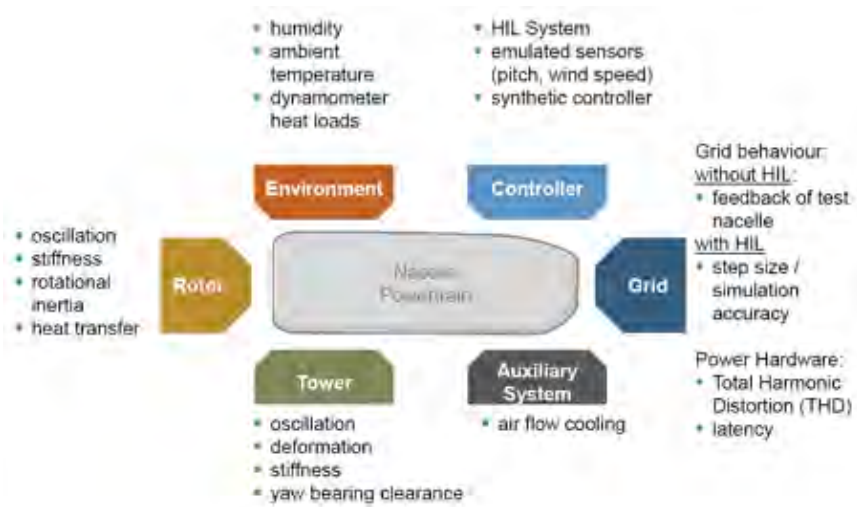 • humidity
• ambient
temperature
• dynamometer
heat loads
• HIL System
• emulated sensors
(pitch, wind speed)
• synthetic controller
Environment
Controller
Grid behaviour:
without HIL:
• feedback of test
nacelle
with HIL
• step size /
simulation
accuracy
• oscillation
• stiffness
• rotational
inertia
• heat transfer
Rotor
Nacelle
Powertrain
Grid
Tower
Auxiliary
System
Power Hardware:
• Total Harmonic
Distortion (THD)
• latency
• oscillation
• deformation
• stiffness
• yaw bearing clearance
• air flow cooling